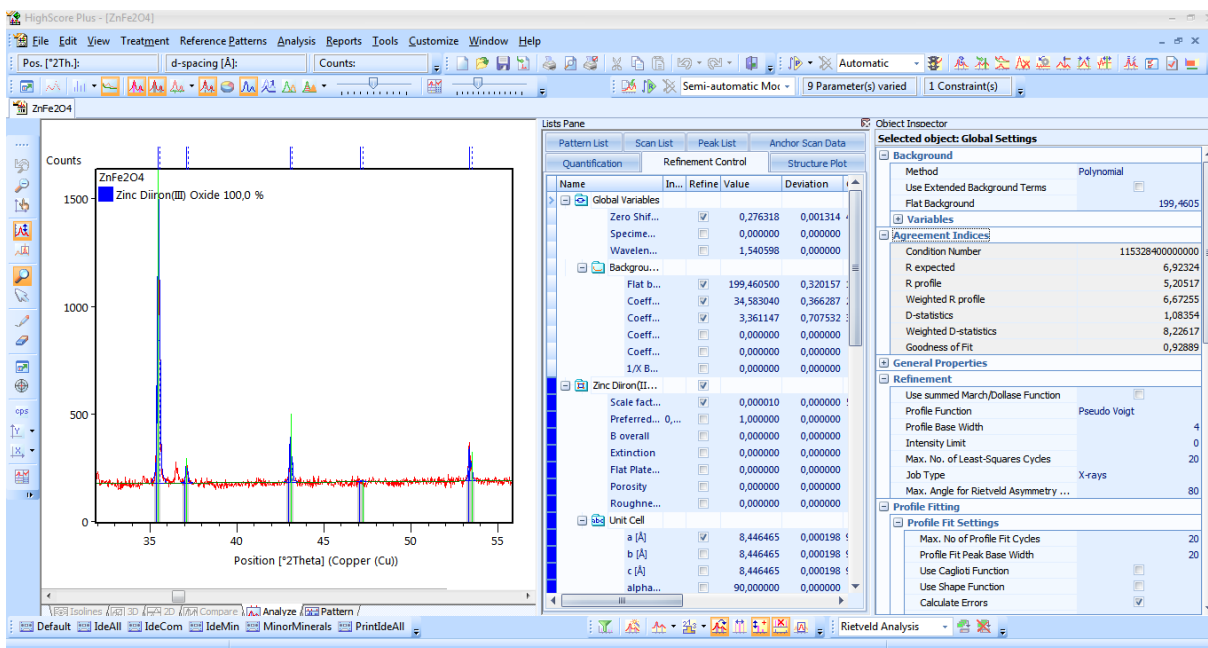 HighScore Plus - [ZnFe2O4]
File Edit View Treatment Reference Patterns Analysis Reports Tools Customize Window Help
Pos. [°2Th.]: d-spacing [Å]: Counts: Automatic
Semi-automatic Moc 9 Parameter(s) varied 1 Constraint(s)
ZnFe2O4
cps
Counts
ZnFe2O4
Zinc Diiron(III) Oxide 100,0 %
1500
1000
500
0
35 40 45 50 55
Position [°2Theta] (Copper (Cu))
Isolines 3D 2D Compare Analyze Pattern
Lists Pane
Pattern List Scan List Peak List Anchor Scan Data
Quantification Refinement Control Structure Plot
Name In... Refine Value Deviation
Global Variables
Zero Shif... 0,276318 0,001314
Specime... 0,000000 0,000000
Wavelen... 1,540598 0,000000
Backgrou...
Flat b... 199,460500 0,320157
Coeff... 34,583040 0,366287
Coeff... 3,361147 0,707532
Coeff... 0,000000 0,000000
Coeff... 0,000000 0,000000
1/X B... 0,000000 0,000000
Zinc Diiron(II...
Scale fact... 0,000010 0,000000
Preferred... 0,... 1,000000 0,000000
B overall 0,000000 0,000000
Extinction 0,000000 0,000000
Flat Plate... 0,000000 0,000000
Porosity 0,000000 0,000000
Roughne... 0,000000 0,000000
Unit Cell
a [Å] 8,446465 0,000198
b [Å] 8,446465 0,000198
c [Å] 8,446465 0,000198
alpha... 90,000000 0,000000
Object Inspector
Selected object: Global Settings
Background
Method Polynomial
Use Extended Background Terms
Flat Background 199,4605
Variables
Agreement Indices
Condition Number 115328400000000
R expected 6,92324
R profile 5,20517
Weighted R profile 6,67255
D-statistics 1,08354
Weighted D-statistics 8,22617
Goodness of Fit 0,92889
General Properties
Refinement
Use summed March/Dollase Function
Profile Function Pseudo Voigt
Profile Base Width 4
Intensity Limit 0
Max. No. of Least-Squares Cycles 20
Job Type X-rays
Max. Angle for Rietveld Asymmetry ... 80
Profile Fitting
Profile Fit Settings
Max. No of Profile Fit Cycles 20
Profile Fit Peak Base Width 20
Use Caglioti Function
Use Shape Function
Calculate Errors
Default IdeAll IdeCom IdeMin MinorMinerals PrintIdeAll Rietveld Analysis